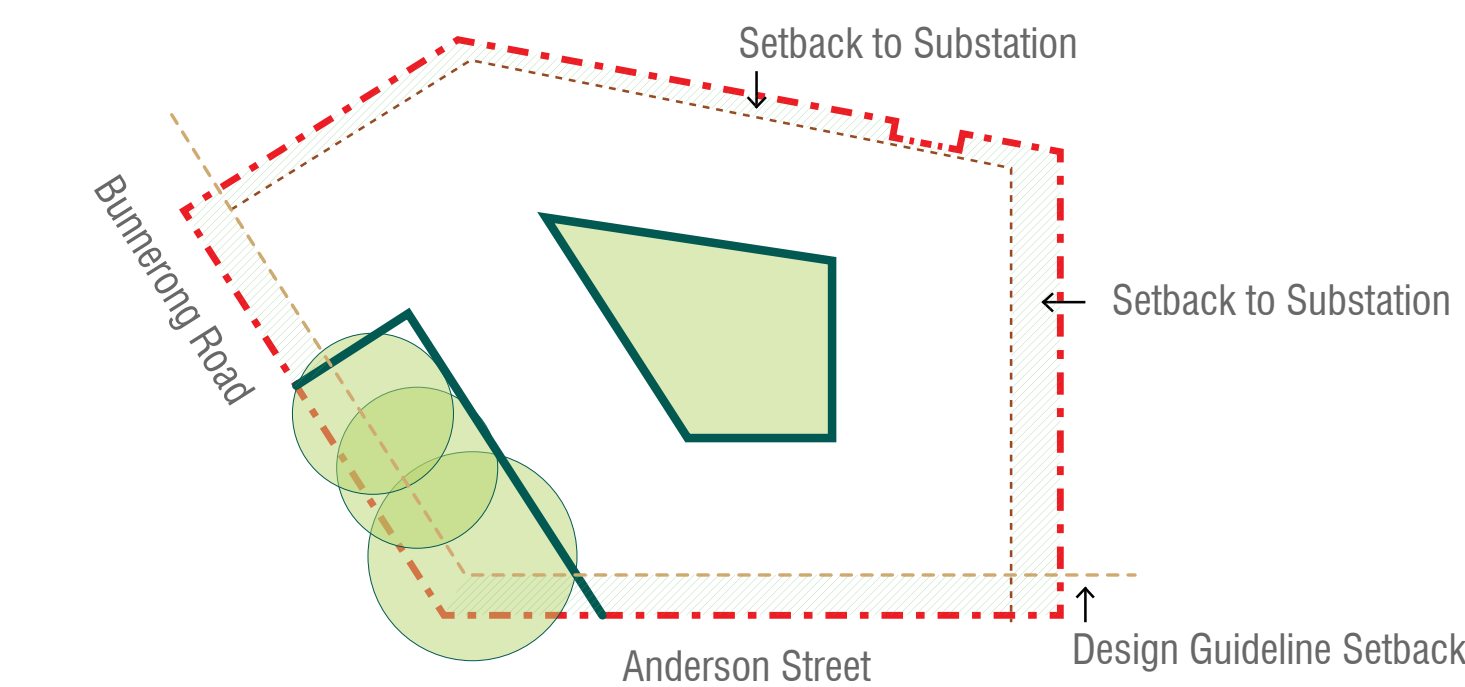 Setback to Substation
Bunnerong Road
Setback to Substation
Design Guideline Setback
Anderson Street